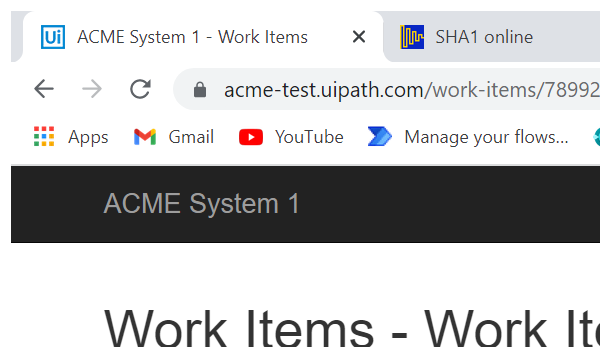 Ui ACME System 1 - Work Items SHA1 online
acme-test.uipath.com/work-items/78992
Apps Gmail YouTube Manage your flows...
ACME System 1
Work Items - Work Ite